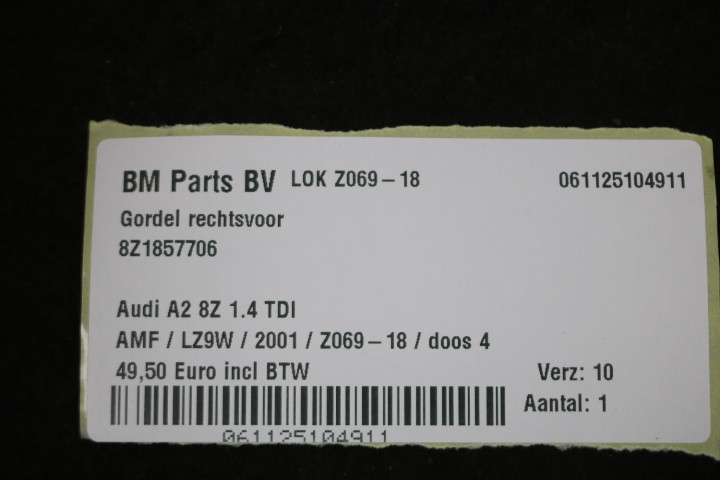 BM Parts BV LOK Z069-18 061125104911
Gordel rechtsvoor
8Z1857706
Audi A2 8Z 1.4 TDI
AMF / LZ9W / 2001 / Z069-18 / doos 4
49,50 Euro incl BTW Verz: 10
Aantal: 1
061125104911